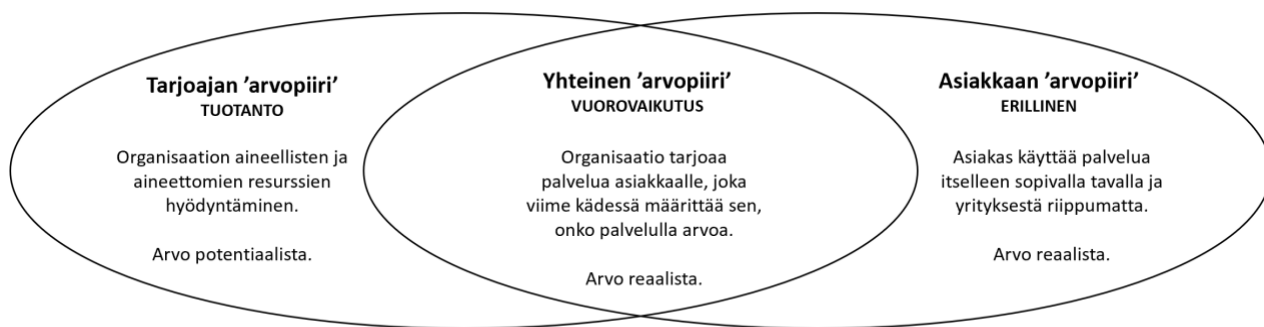 Tarjoajan ’arvopiiri’
TUOTANTO
Organisaation aineellisten ja
aineettomien resurssien
hyödyntäminen.
Arvo potentiaalista.
Yhteinen ’arvopiiri’
VUOROVAIKUTUS
Organisaatio tarjoaa
palvelua asiakkaalle, joka
viime kädessä määrittää sen,
onko palvelulla arvoa.
Arvo reaalista.
Asiakkaan ’arvopiiri’
ERILLINEN
Asiakas käyttää palvelua
itselleen sopivalla tavalla ja
yrityksestä riippumatta.
Arvo reaalista.